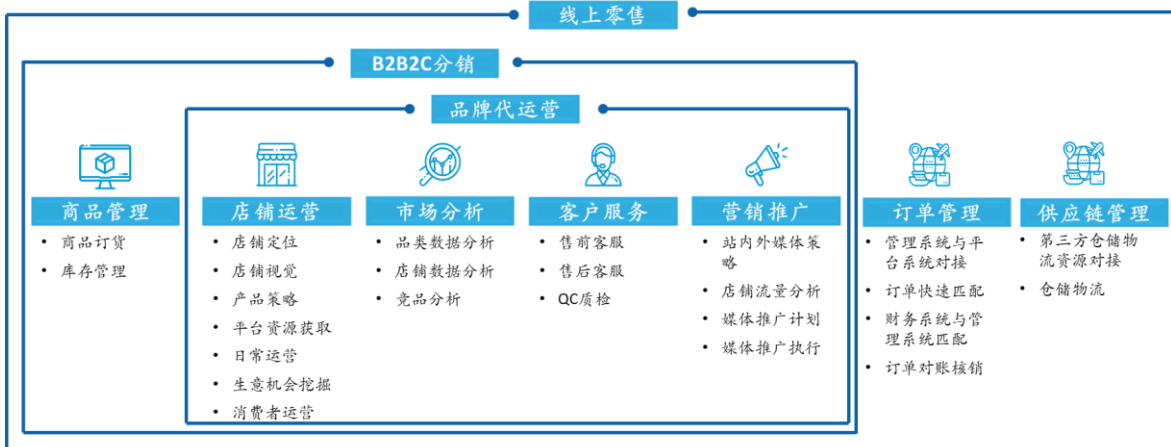 线上零售
B2B2C分销
品牌代运营
商品管理
• 商品订货
• 库存管理
店铺运营
• 店铺定位
• 店铺视觉
• 产品策略
• 平台资源获取
• 日常运营
• 生意机会挖掘
• 消费者运营
市场分析
• 品类数据分析
• 店铺数据分析
• 竞品分析
客户服务
• 售前客服
• 售后客服
• QC质检
营销推广
• 站内外媒体策
略
• 店铺流量分析
• 媒体推广计划
• 媒体推广执行
订单管理
• 管理系统与平
台系统对接
• 订单快速匹配
• 财务系统与管
理系统匹配
• 订单对账核销
供应链管理
• 第三方仓储物
流资源对接
• 仓储物流